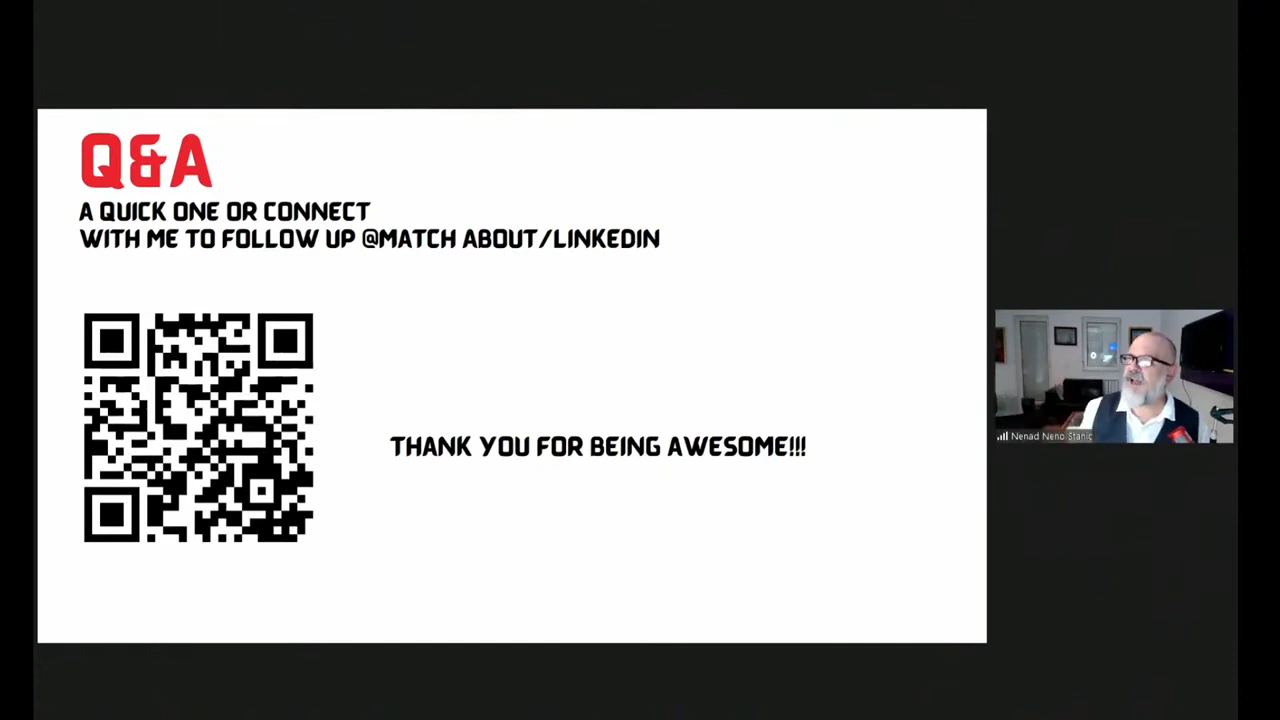 Q&A
A QUICK ONE OR CONNECT
WITH ME TO FOLLOW UP @MATCH ABOUT/LINKEDIN
THANK YOU FOR BEING AWESOME!!!
Nenad Neno Stanic